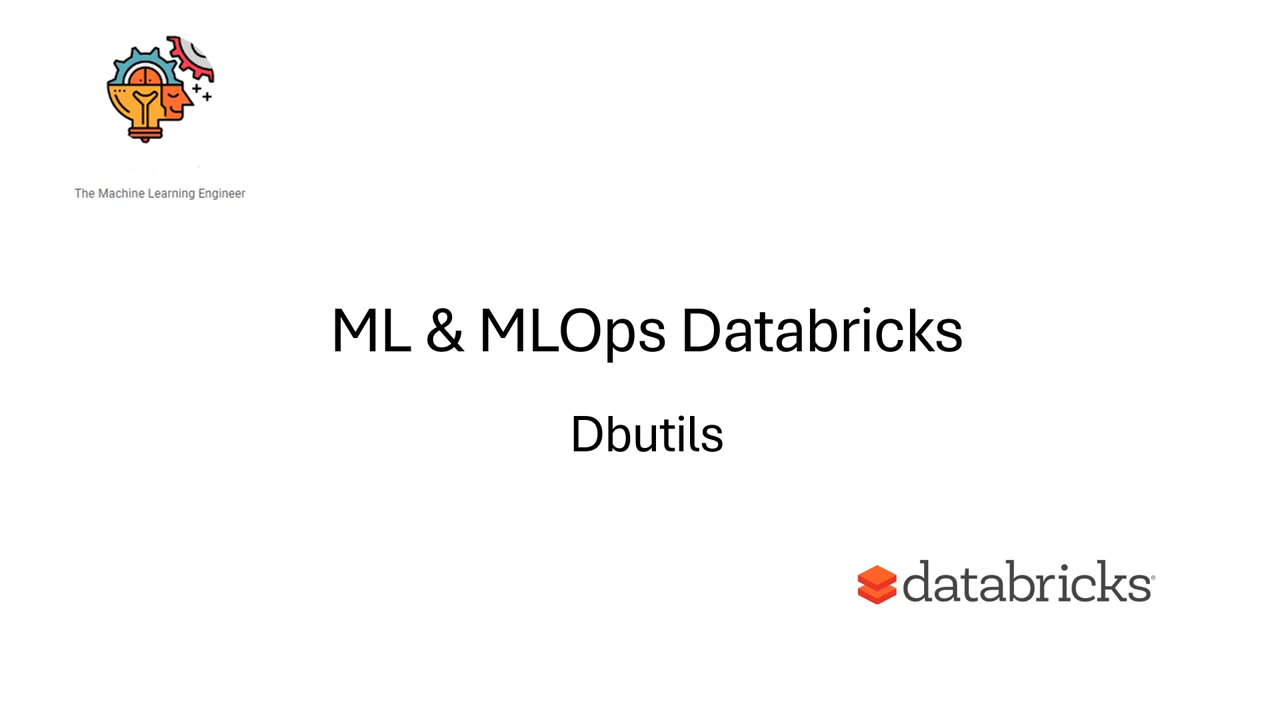 The Machine Learning Engineer
ML & MLOps Databricks
Dbutils
databricks®